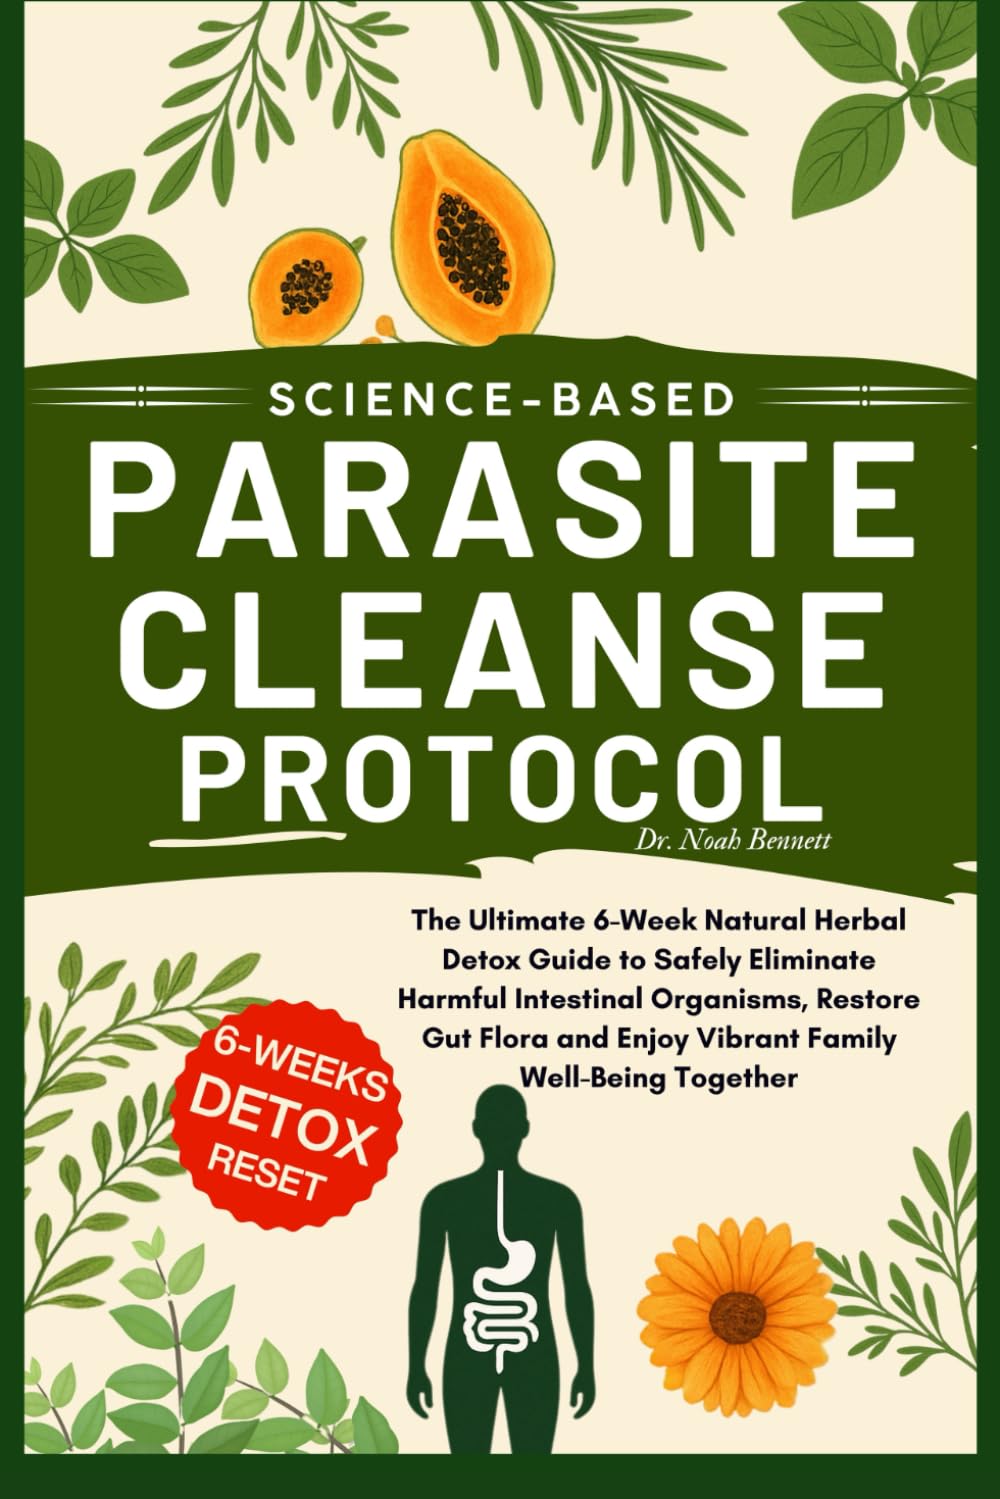 SCIENCE-BASED
PARASITE
CLEANSE
PROTOCOL
Dr. Noah Bennett
The Ultimate 6-Week Natural Herbal
Detox Guide to Safely Eliminate
Harmful Intestinal Organisms, Restore
Gut Flora and Enjoy Vibrant Family
Well-Being Together
6-WEEKS
DETOX
RESET